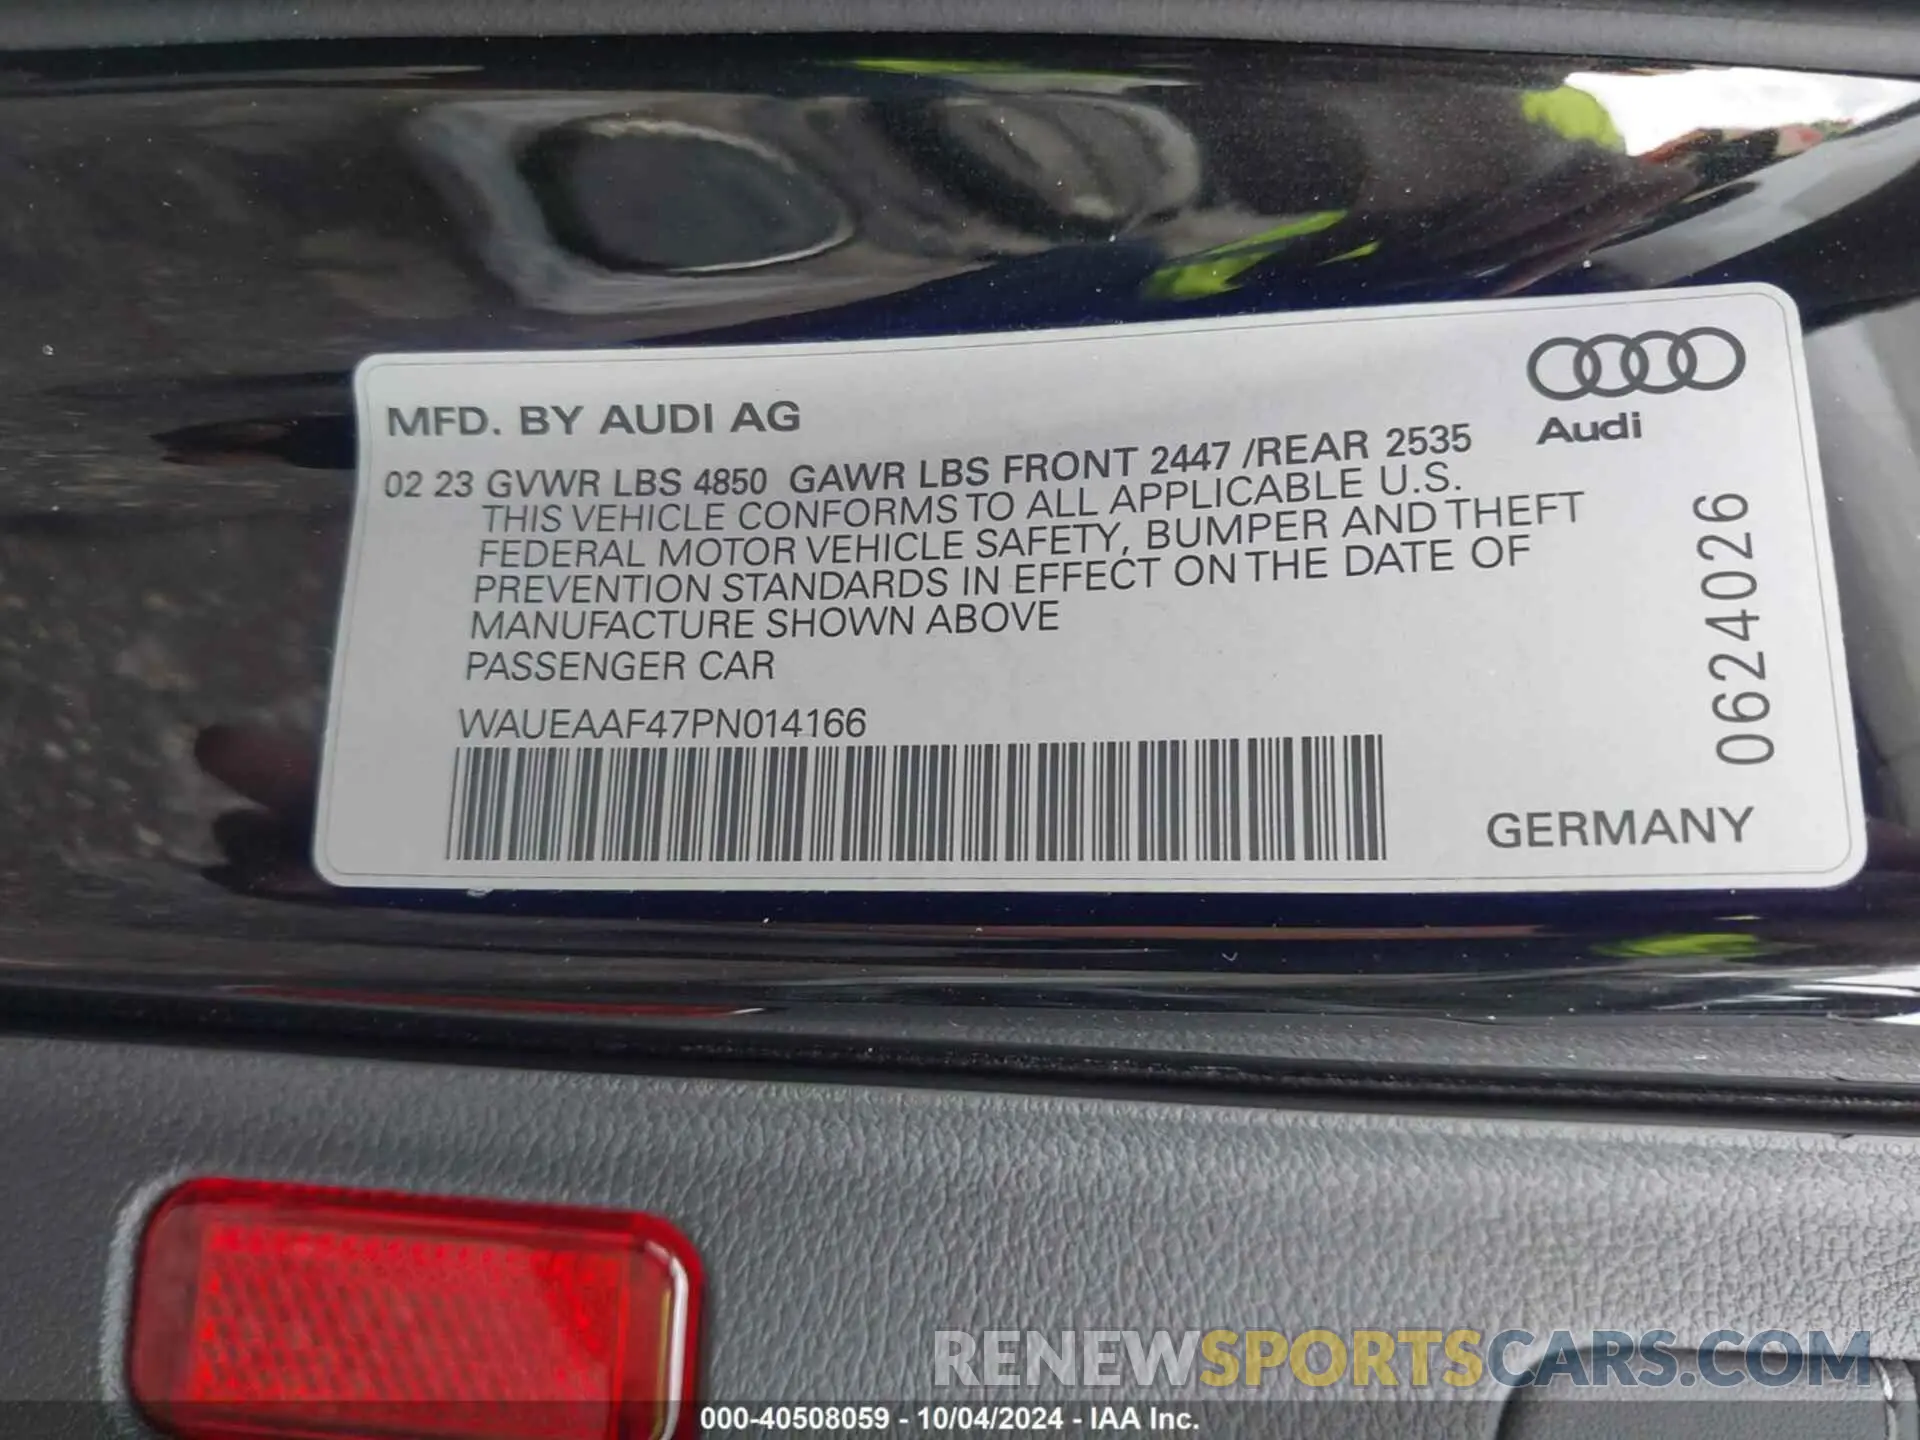 MFD. BY AUDI AG
Audi
02 23 GVWR LBS 4850 GAWR LBS FRONT 2447 /REAR 2535
THIS VEHICLE CONFORMS TO ALL APPLICABLE U.S.
FEDERAL MOTOR VEHICLE SAFETY, BUMPER AND THEFT
PREVENTION STANDARDS IN EFFECT ON THE DATE OF
MANUFACTURE SHOWN ABOVE
PASSENGER CAR
WAUEAAF47PN014166
0624026
GERMANY
RENEWSPORTSCARS.COM
000-40508059 - 10/04/2024 - IAA Inc.